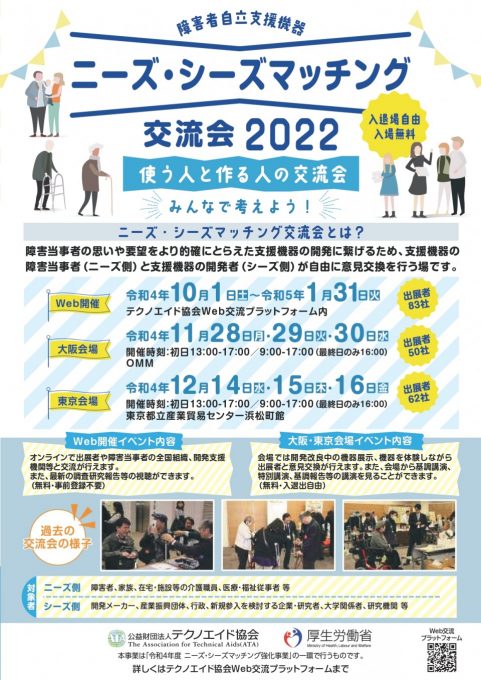 障害者自立支援機器
ニーズ・シーズマッチング
交流会 2022
入退場自由
入場無料
使う人と作る人の交流会
みんなで考えよう!
ニーズ・シーズマッチング交流会とは?
障害当事者の思いや要望をより的確にとらえた支援機器の開発に繋げるため、支援機器の
障害当事者(ニーズ側)と支援機器の開発者(シーズ側)が自由に意見交換を行う場です。
Web開催
令和4年10月1日土~令和5年1月31日火
テクノエイド協会Web交流プラットフォーム内
出展者
83社
大阪会場
令和4年11月28日月・29日火・30日水
開催時刻:初日13:00-17:00 9:00-17:00(最終日のみ16:00)
OMM
出展者
50社
東京会場
令和4年12月14日水・15日木・16日金
開催時刻:初日13:00-17:00 9:00-17:00(最終日のみ16:00)
東京都立産業貿易センター浜松町館
出展者
62社
Web開催イベント内容
オンラインで出展者や障害当事者の全国組織、開発支援
機関等と交流が行えます。
また、最新の調査研究報告等の視聴ができます。
(無料・事前登録不要)
大阪・東京会場イベント内容
会場では開発改良中の機器展示、機器を体験しながら
出展者と意見交換が行えます。また、会場から基調講演、
特別講演、基調報告等の講演を見ることができます。
(無料・入退出自由)
過去の
交流会の様子
対象者
ニーズ側 障害者、家族、在宅・施設等の介護職員、医療・福祉従事者 等
シーズ側 開発メーカー、産業振興団体、行政、新規参入を検討する企業・研究者、大学関係者、研究機関 等
ATA 公益財団法人テクノエイド協会
The Association for Technical Aids(ATA)
厚生労働省
Ministry of Health, Labour and Welfare
Web交流
プラットフォーム
本事業は「令和4年度 ニーズ・シーズマッチング強化事業」の一環で行うものです。
詳しくはテクノエイド協会Web交流プラットフォームまで